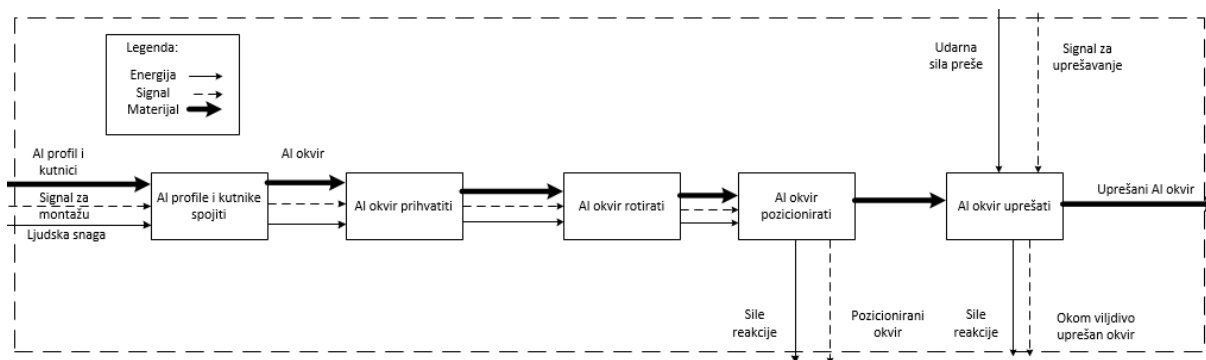 Legenda:
Energija
Signal
Materijal
Udarna
sila preše
Signal za
uprešavanje
Al profil i
kutnici
Signal za
montažu
Ljudska snaga
Al profile i kutnike
spojiti
Al okvir
Al okvir prihvatiti
Al okvir rotirati
Al okvir
pozicionirati
Al okvir uprešati
Uprešani Al okvir
Sile
reakcije
Pozicionirani
okvir
Sile
reakcije
Okom viljdivo
uprešan okvir